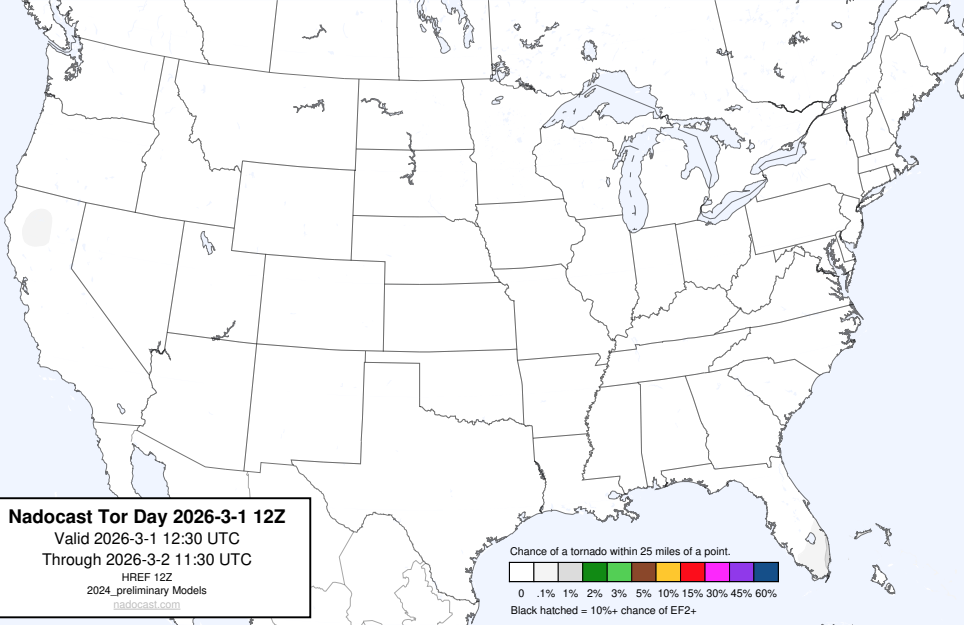 Nadocast Tor Day 2026-3-1 12Z
Valid 2026-3-1 12:30 UTC
Through 2026-3-2 11:30 UTC
HREF 12Z
2024_preliminary Models
nadocast.com
Chance of a tornado within 25 miles of a point.
0 .1% 1% 2% 3% 5% 10% 15% 30% 45% 60%
Black hatched = 10%+ chance of EF2+